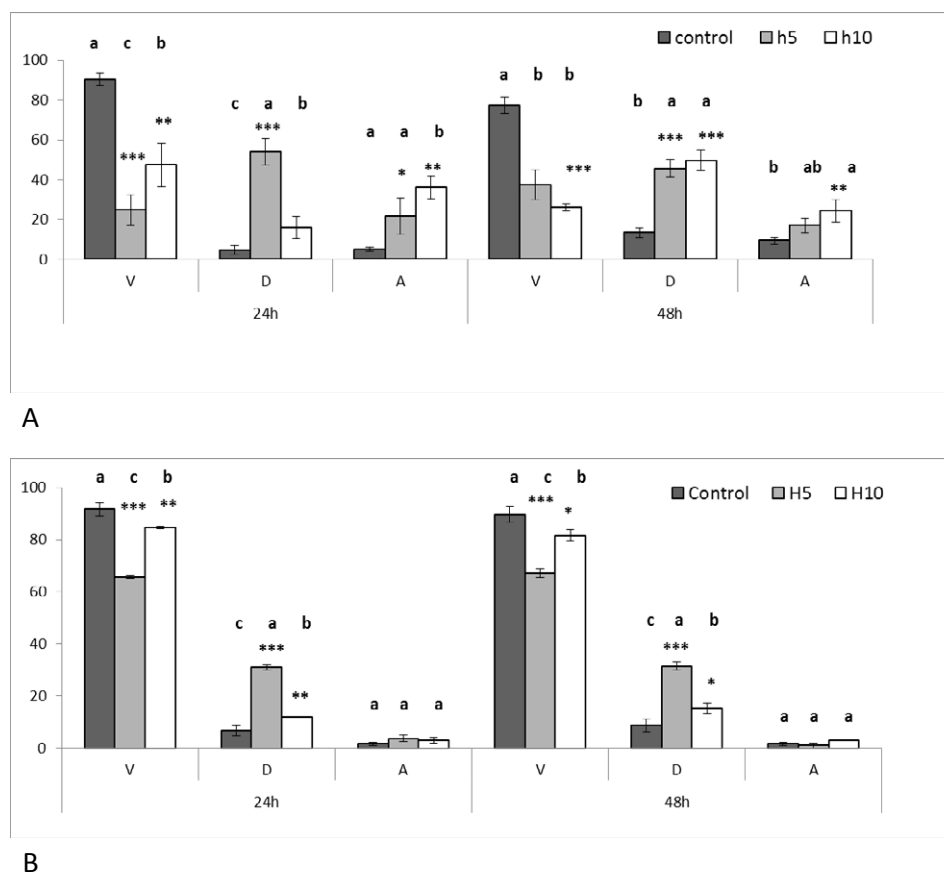 a c b
control h5 h10
a b b
100
c a b
b a a
**
***
a a b
***
***
80
***
b ab a
*
**
***
**
60
40
20
0
V D A V D A
24h 48h
A
a c b
a c b
Control H5 H10
100
***
**
***
*
80
60
c a b
c a b
***
***
40
**
*
a a a
a a a
20
0
V D A V D A
24h 48h
B